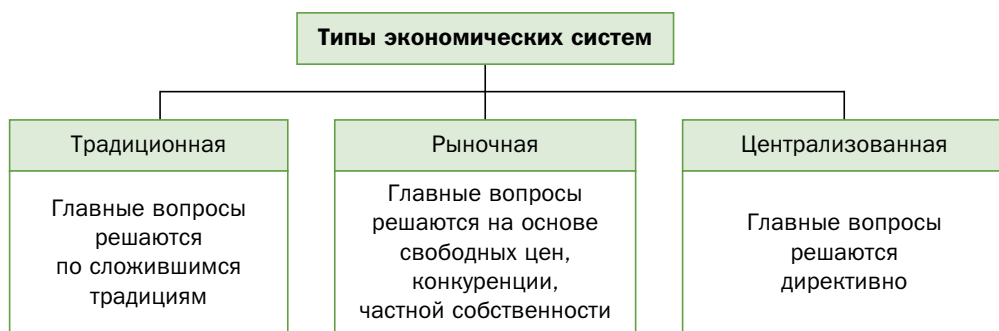 Типы экономических систем
Традиционная
Главные вопросы
решаются
по сложившимся
традициям
Рыночная
Главные вопросы
решаются на основе
свободных цен,
конкуренции,
частной собственности
Централизованная
Главные вопросы
решаются
директивно